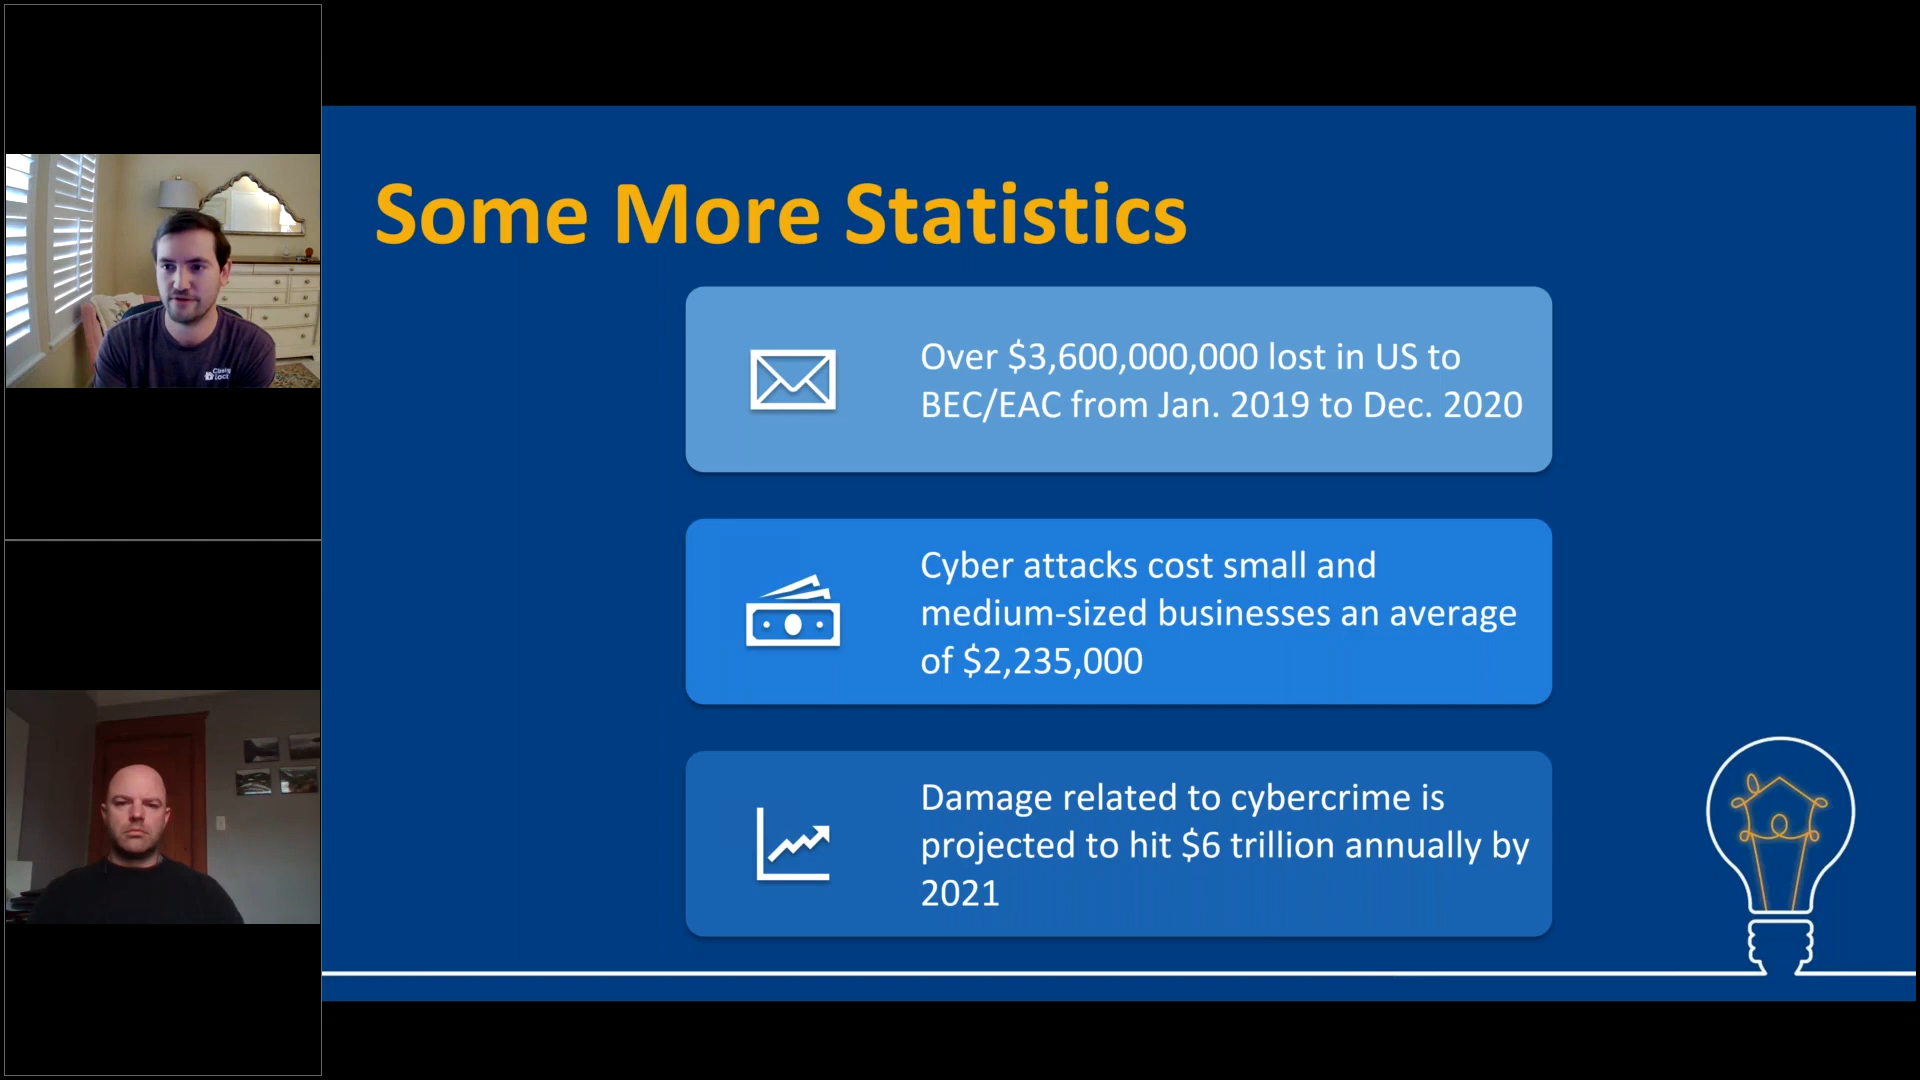 Some More Statistics
Over $3,600,000,000 lost in US to
BEC/EAC from Jan. 2019 to Dec. 2020
Cyber attacks cost small and
medium-sized businesses an average
of $2,235,000
Damage related to cybercrime is
projected to hit $6 trillion annually by
2021